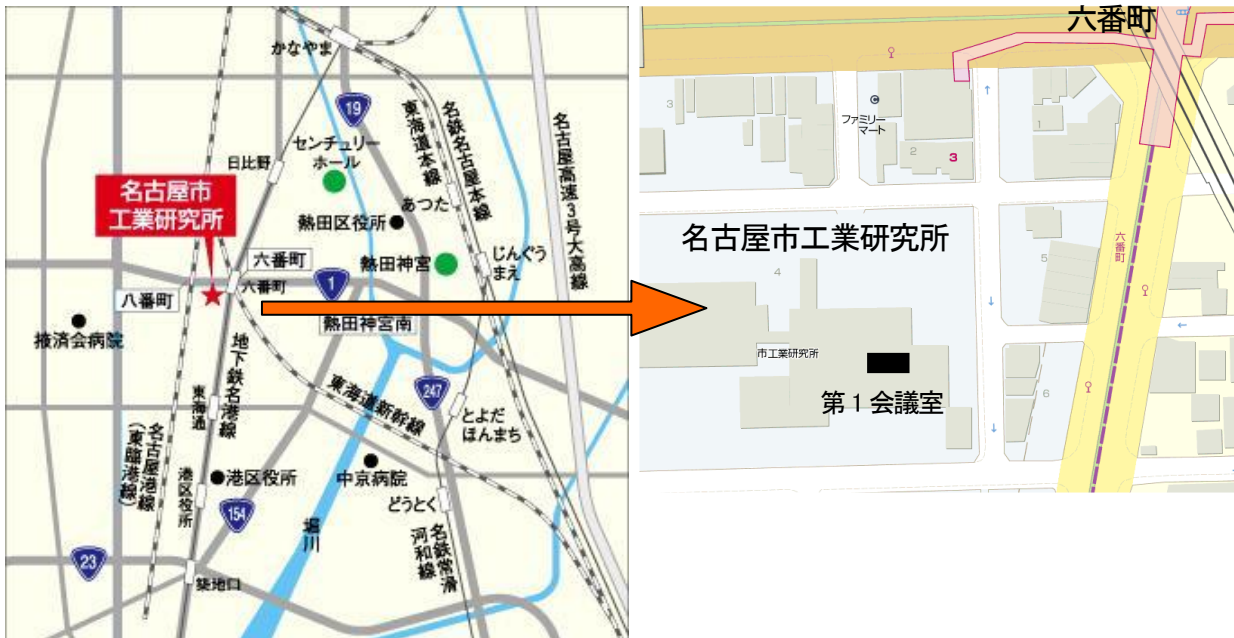 かなやま
19
センチュリー
ホール
日比野
東海道本線
名鉄名古屋本線
名古屋高速3号大高線
名古屋市
工業研究所
熱田区役所
あつた
熱田神宮
じんぐう
まえ
六番町
六番町
1
八番町
熱田神宮南
掖済会病院
地下鉄名港線
東海通
東海道新幹線
247
とよだ
ほんまち
名古屋港線
（東臨港線）
港区役所
港区役所
中京病院
どうとく
154
堀川
名鉄常滑
河和線
23
築地口
六番町
3
ファミリー
マート
2
3
1
名古屋市工業研究所
六番町
4
5
市工業研究所
第1会議室
6